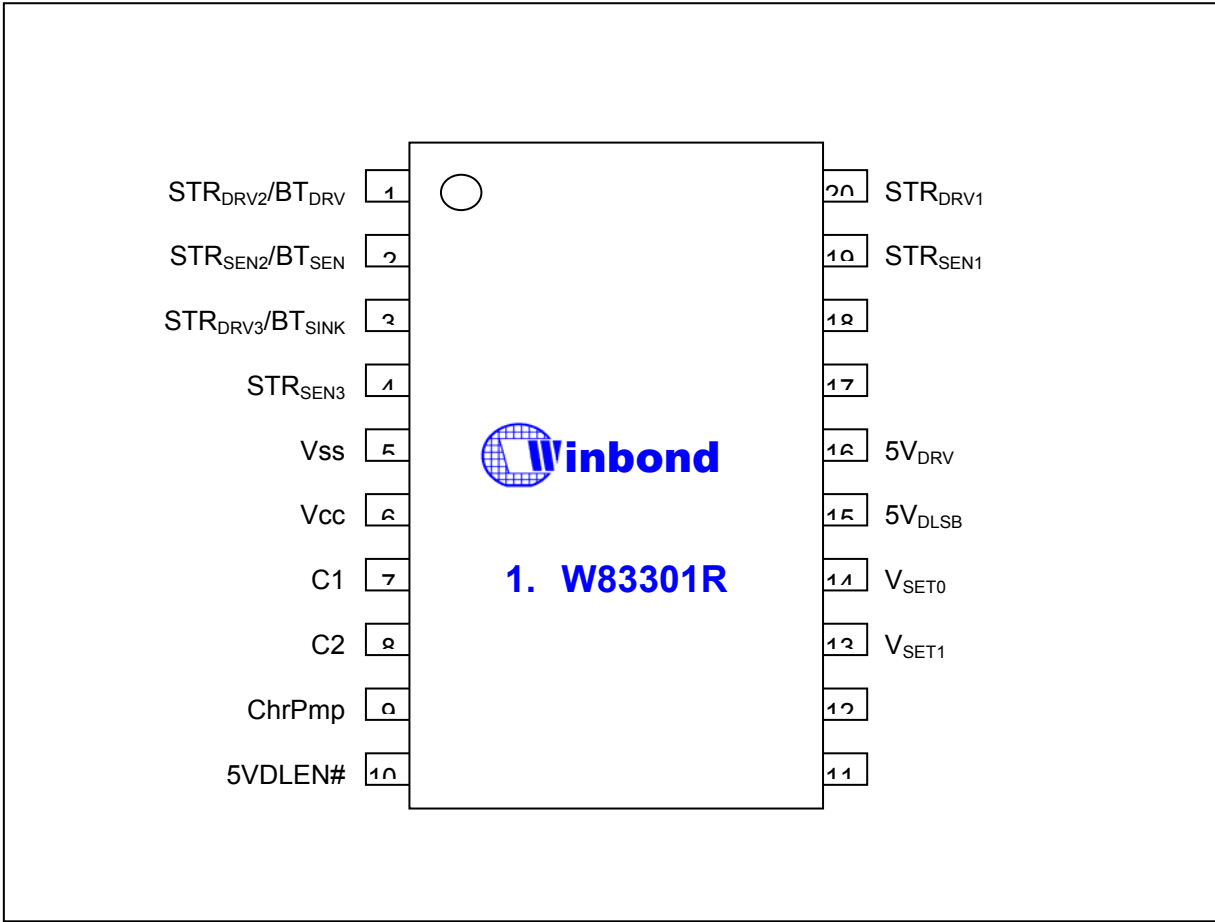 STRDRV2/BTDRV 1 20 STRDRV1
STRSEN2/BTSEN 2 19 STRSEN1
STRDRV3/BTSINK 3 18
STRSEN3 4 17
Vss 5 16 5VDRV
Winbond
Vcc 6 15 5VDLSB
C1 7 1. W83301R 14 VSET0
C2 8 13 VSET1
ChrPmp 9 12
5VDLEN# 10 11